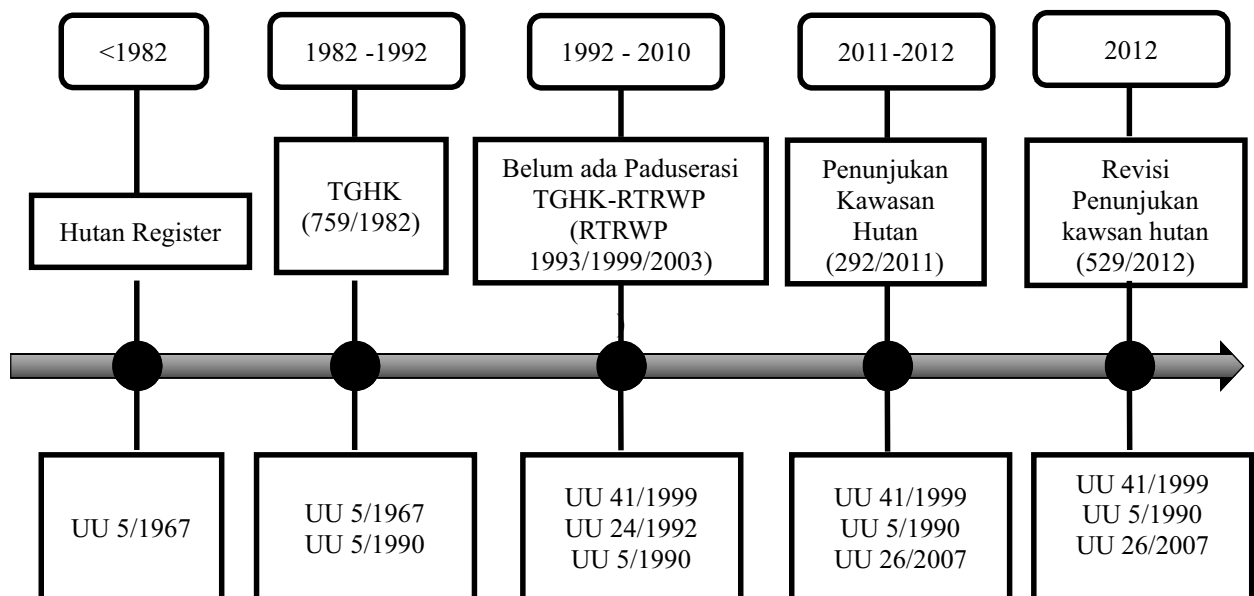 <1982
1982 -1992
1992 - 2010
2011-2012
2012
Hutan Register
TGHK
(759/1982)
Belum ada Paduserasi
TGHK-RTRWP
(RTRWP
1993/1999/2003)
Penunjukan
Kawasan
Hutan
(292/2011)
Revisi
Penunjukan
kawsan hutan
(529/2012)
UU 5/1967
UU 5/1967
UU 5/1990
UU 41/1999
UU 24/1992
UU 5/1990
UU 41/1999
UU 5/1990
UU 26/2007
UU 41/1999
UU 5/1990
UU 26/2007